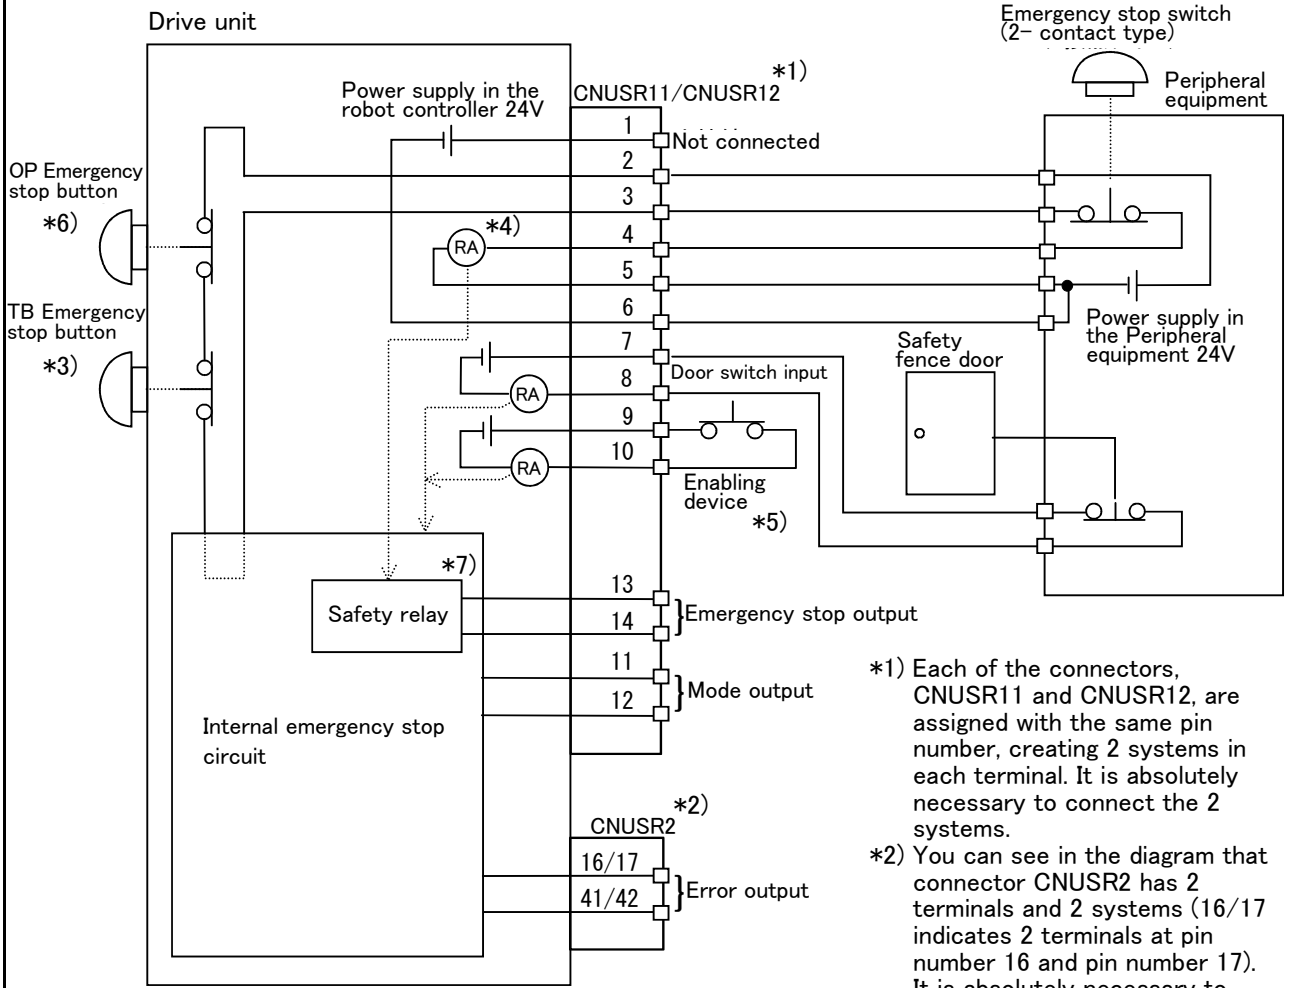 Drive unit
Emergency stop switch
(2- contact type)
Peripheral
equipment
*1)
CNUSR11/CNUSR12
Power supply in the
robot controller 24V
1
Not connected
2
3
4
5
6
7
8
9
10
OP Emergency
stop button
*6)
RA
*4)
TB Emergency
stop button
*3)
Power supply in
the Peripheral
equipment 24V
Safety
fence door
Door switch input
RA
RA
Enabling
device
*5)
*7)
Safety relay
13
14
Emergency stop output
11
12
Mode output
Internal emergency stop
circuit
*2)
CNUSR2
16/17
41/42
Error output
*1) Each of the connectors,
CNUSR11 and CNUSR12, are
assigned with the same pin
number, creating 2 systems in
each terminal. It is absolutely
necessary to connect the 2
systems.
*2) You can see in the diagram that
connector CNUSR2 has 2
terminals and 2 systems (16/17
indicates 2 terminals at pin
number 16 and pin number 17).
It is absolutely necessary to